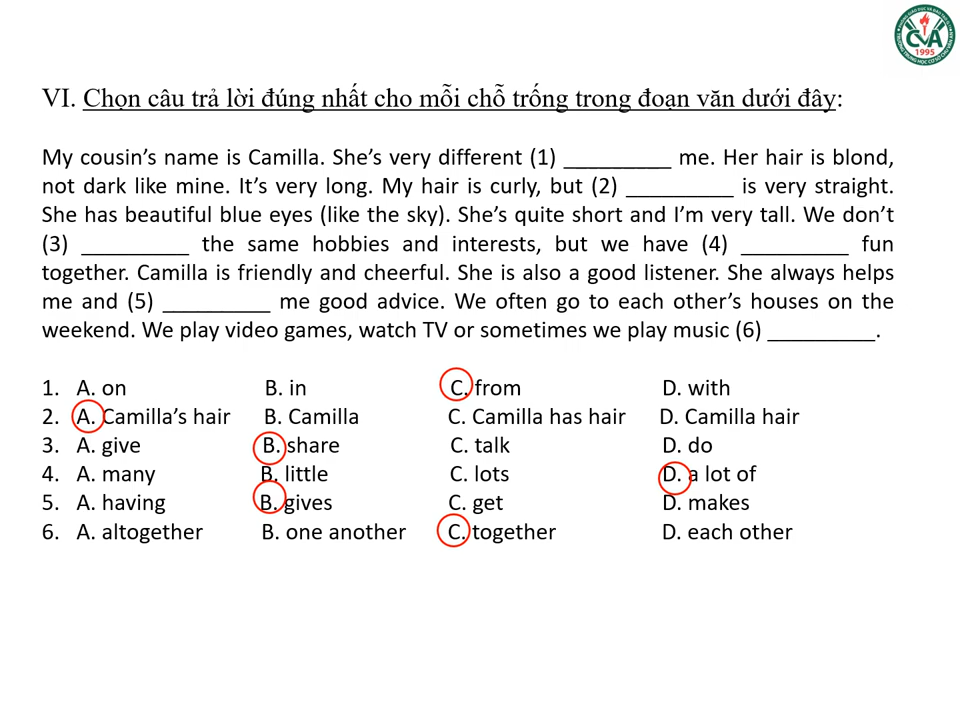 CVA
1995
VI. Chọn câu trả lời đúng nhất cho mỗi chỗ trống trong đoạn văn dưới đây:
My cousin’s name is Camilla. She’s very different (1) _________ me. Her hair is blond,
not dark like mine. It’s very long. My hair is curly, but (2) _________ is very straight.
She has beautiful blue eyes (like the sky). She’s quite short and I’m very tall. We don’t
(3) _________ the same hobbies and interests, but we have (4) _________ fun
together. Camilla is friendly and cheerful. She is also a good listener. She always helps
me and (5) _________ me good advice. We often go to each other’s houses on the
weekend. We play video games, watch TV or sometimes we play music (6) _________.
1. A. on B. in C. from D. with
2. A. Camilla’s hair B. Camilla C. Camilla has hair D. Camilla hair
3. A. give B. share C. talk D. do
4. A. many B. little C. lots D. a lot of
5. A. having B. gives C. get D. makes
6. A. altogether B. one another C. together D. each other